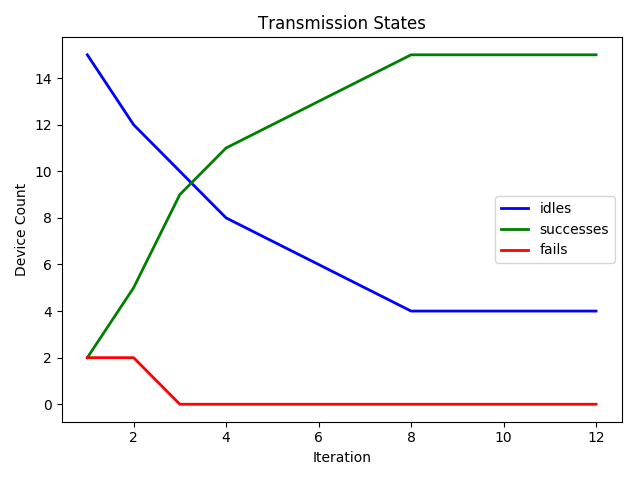 Transmission States
Device Count
14
12
10
8
6
4
2
0
idles
successes
fails
2 4 6 8 10 12
Iteration